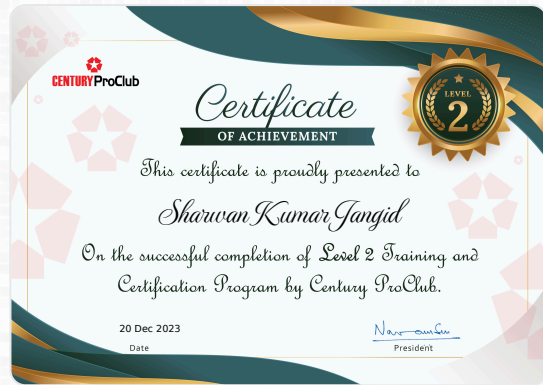 CENTURY ProClub
Certificate
OF ACHIEVEMENT
LEVEL
2
This certificate is proudly presented to
Sharwan Kumar Jangid
On the successful completion of Level 2 Training and
Certification Program by Century ProClub.
20 Dec 2023
Date
President